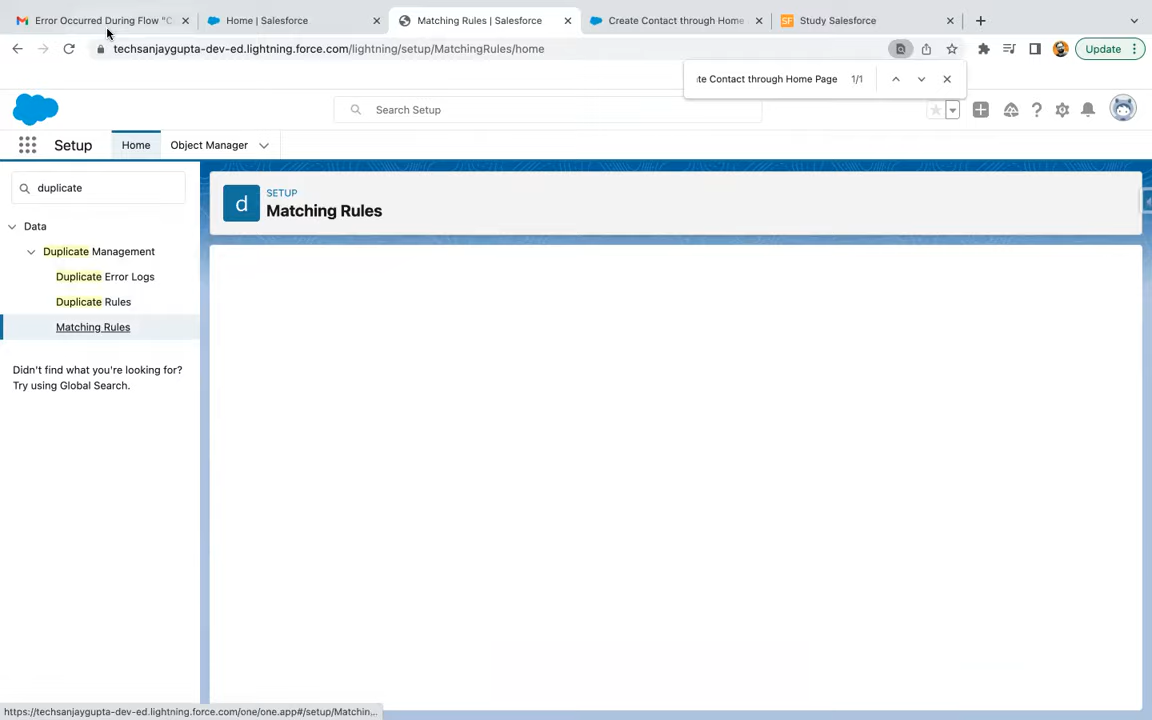 Error Occurred During Flow "C
Home | Salesforce
Matching Rules | Salesforce
Create Contact through Home
Study Salesforce
techsanjaygupta-dev-ed.lightning.force.com/lightning/setup/MatchingRules/home
Update
te Contact through Home Page 1/1
Search Setup
Setup
Home
Object Manager
duplicate
Data
Duplicate Management
Duplicate Error Logs
Duplicate Rules
Matching Rules
Didn't find what you're looking for?
Try using Global Search.
d
SETUP
Matching Rules
https://techsanjaygupta-dev-ed.lightning.force.com/one/one.app#/setup/Matchin...